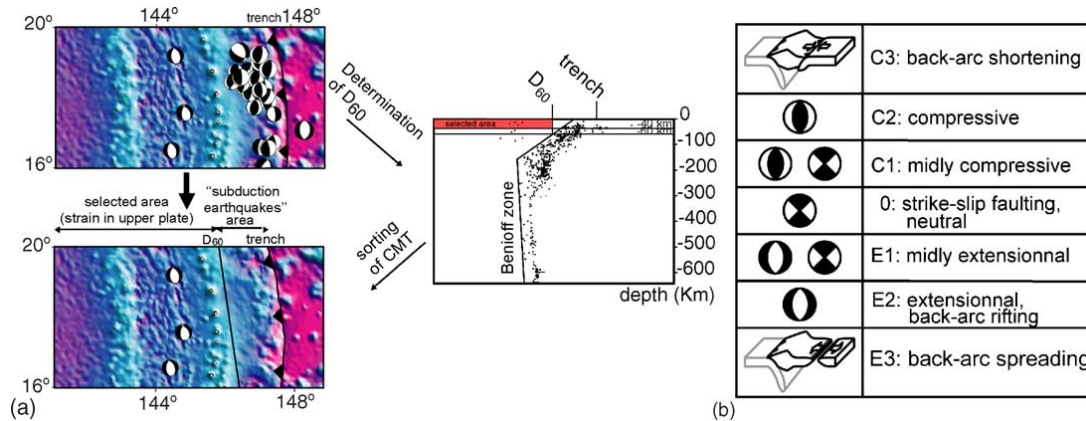 144° trench 148°
20°
16°
Determination
of D60
D60
trench
0
selected area
-40 km
-60 km
-100
-200
-300
-400
-500
-600
Benioff zone
depth (Km)
sorting
of CMT
selected area
(strain in upper plate)
"subduction
earthquakes"
area
20°
D60
trench
16°
144° 148°
(a)
C3: back-arc shortening
C2: compressive
C1: midly compressive
0: strike-slip faulting,
neutral
E1: midly extensionnal
E2: extensionnal,
back-arc rifting
E3: back-arc spreading
(b)